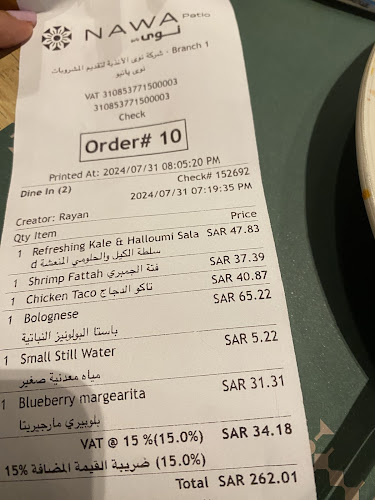 NAWA Patio
نـــوى
شركة نوى الأغذية لتقديم المشروبات - Branch 1
نوى باتيو
VAT 310853771500003
310853771500003
Check
Order# 10
Printed At: 2024/07/31 08:05:20 PM
Check# 152692
Dine In (2)
2024/07/31 07:19:35 PM
Creator: Rayan
Qty Item Price
1 Refreshing Kale & Halloumi Sala SAR 47.83
d سلطة الكيل والحلومي المنعشة
1 Shrimp Fattah فتة الجمبري SAR 37.39
1 Chicken Taco تاكو الدجاج SAR 40.87
1 Bolognese SAR 65.22
باستا البولونيز النباتية
1 Small Still Water SAR 5.22
مياه معدنية صغير
1 Blueberry margearita SAR 31.31
بلوبيري مارجيريتا
VAT @ 15 %(15.0%) SAR 34.18
15% ضريبة القيمة المضافة (15.0%)
Total SAR 262.01